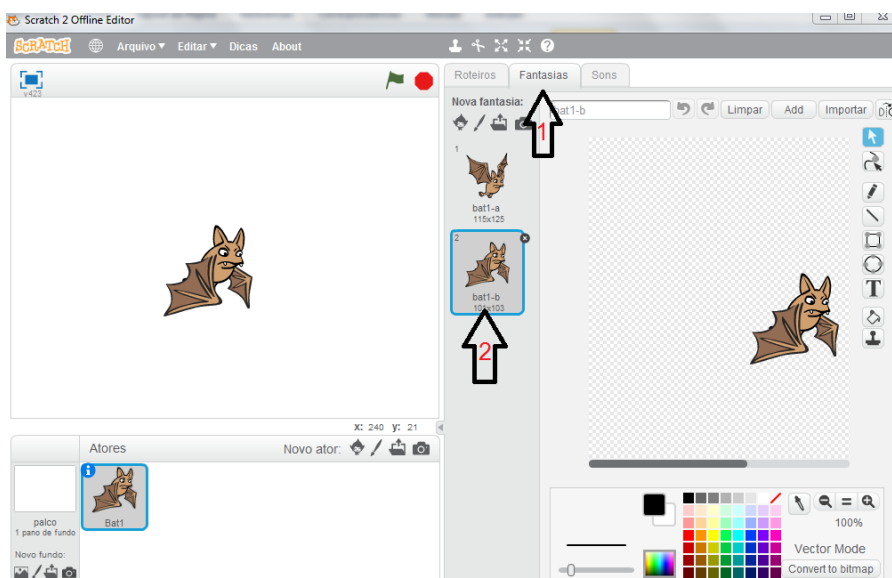 Scratch 2 Offline Editor
SCRATCH Arquivo Editar Dicas About
v423
Roteiros Fantasias Sons
Nova fantasia:
bat1-b
Limpar Add Importar
1
1
bat1-a
115x125
2
bat1-b
101x103
2
X: 240 y: 21
Atores Novo ator:
palco
1 pano de fundo
Bat1
Novo fundo:
T
100%
Vector Mode
Convert to bitmap